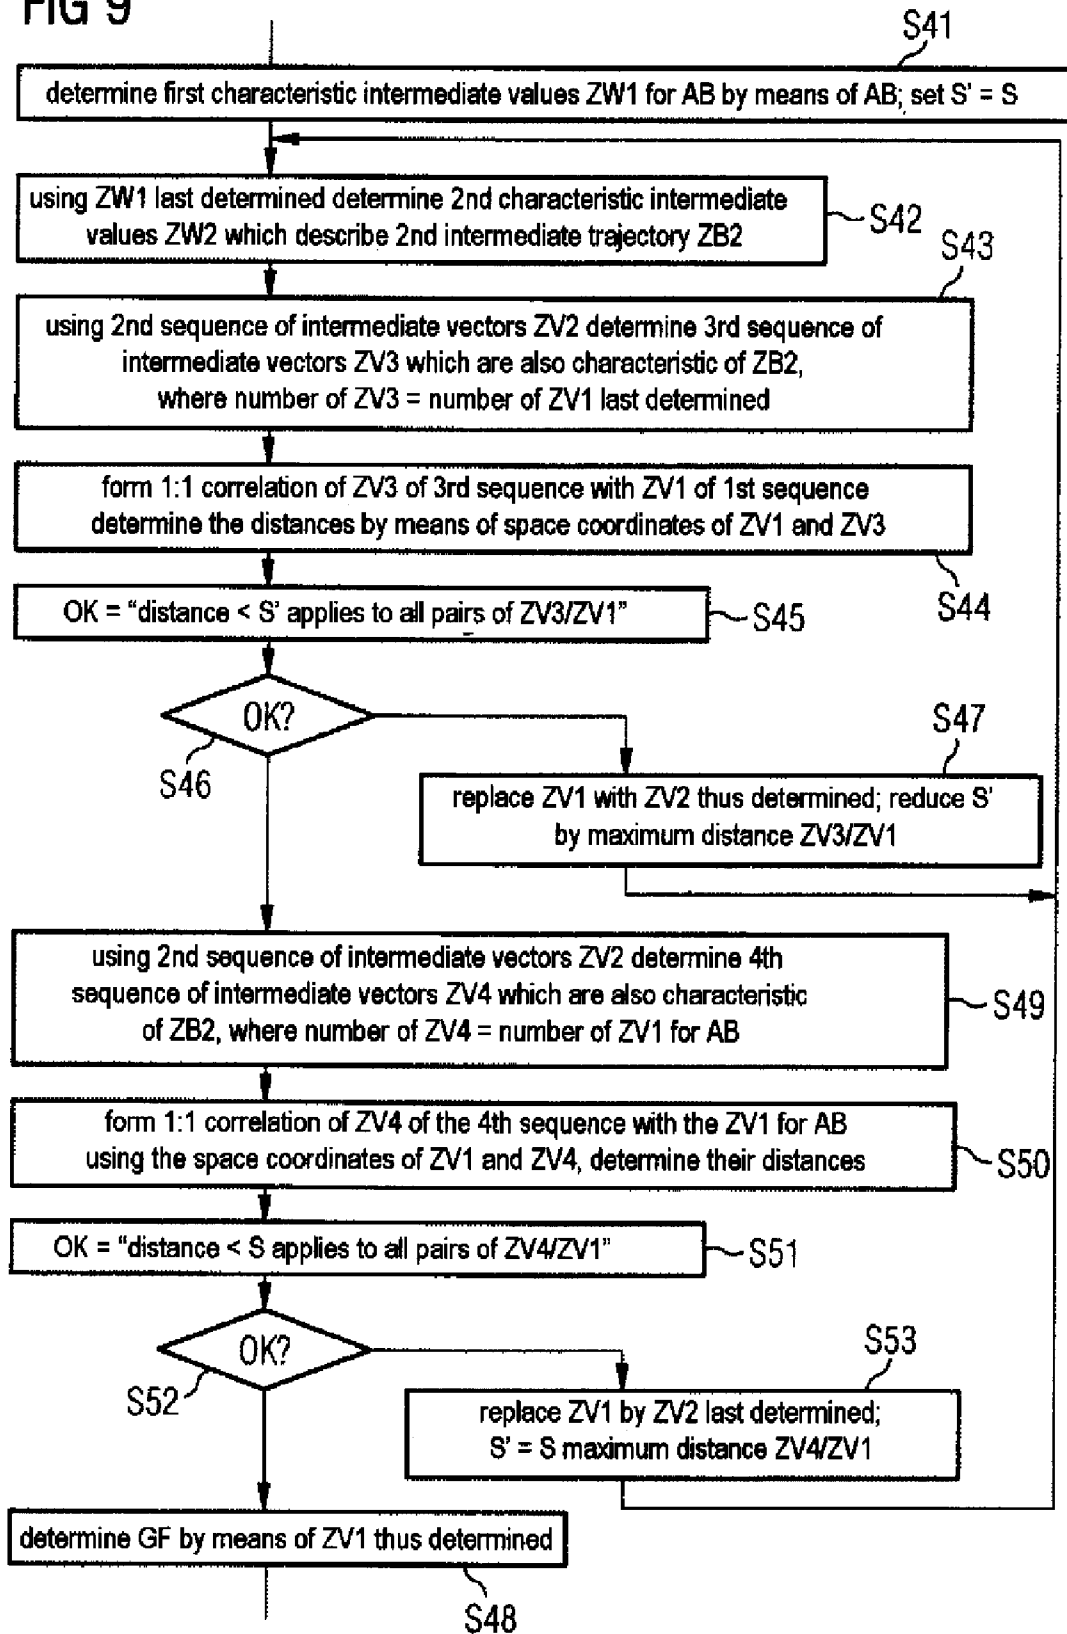 FIG 9
S41
determine first characteristic intermediate values ZW1 for AB by means of AB; set S' = S
using ZW1 last determined determine 2nd characteristic intermediate
values ZW2 which describe 2nd intermediate trajectory ZB2
S42
S43
using 2nd sequence of intermediate vectors ZV2 determine 3rd sequence of
intermediate vectors ZV3 which are also characteristic of ZB2,
where number of ZV3 = number of ZV1 last determined
form 1:1 correlation of ZV3 of 3rd sequence with ZV1 of 1st sequence
determine the distances by means of space coordinates of ZV1 and ZV3
S44
OK = "distance < S' applies to all pairs of ZV3/ZV1"
S45
OK?
S46
S47
replace ZV1 with ZV2 thus determined; reduce S'
by maximum distance ZV3/ZV1
using 2nd sequence of intermediate vectors ZV2 determine 4th
sequence of intermediate vectors ZV4 which are also characteristic
of ZB2, where number of ZV4 = number of ZV1 for AB
S49
form 1:1 correlation of ZV4 of the 4th sequence with the ZV1 for AB
using the space coordinates of ZV1 and ZV4, determine their distances
S50
OK = "distance < S applies to all pairs of ZV4/ZV1"
S51
OK?
S52
S53
replace ZV1 by ZV2 last determined;
S' = S maximum distance ZV4/ZV1
determine GF by means of ZV1 thus determined
S48